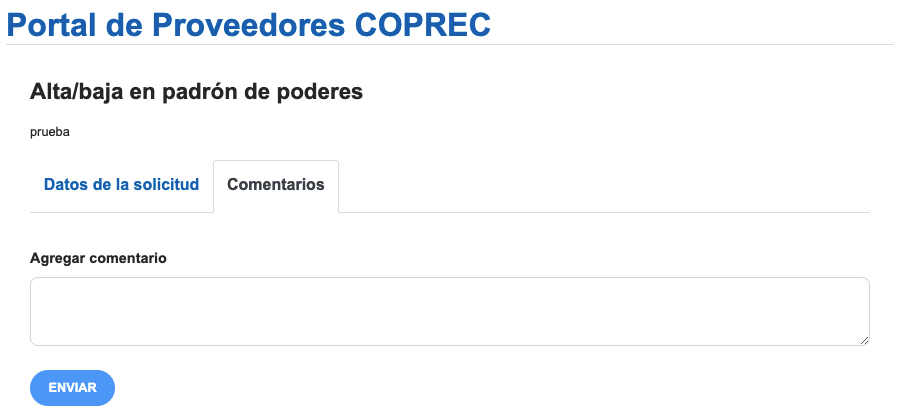 Portal de Proveedores COPREC
Alta/baja en padrón de poderes
prueba
Datos de la solicitud
Comentarios
Agregar comentario
ENVIAR